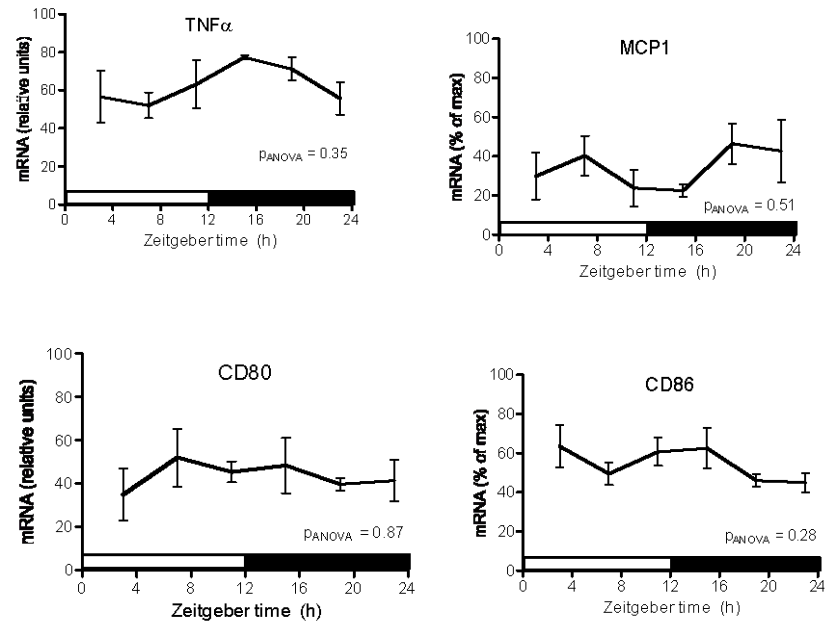 TNFα
mRNA (relative units)
100
80
60
40
20
0
pANOVA = 0.35
0 4 8 12 16 20 24
Zeitgeber time (h)
MCP1
mRNA (% of max)
100
80
60
40
20
0
pANOVA = 0.51
0 4 8 12 16 20 24
Zeitgeber time (h)
CD80
mRNA (relative units)
100
80
60
40
20
0
pANOVA = 0.87
0 4 8 12 16 20 24
Zeitgeber time (h)
CD86
mRNA (% of max)
100
80
60
40
20
0
pANOVA = 0.28
0 4 8 12 16 20 24
Zeitgeber time (h)